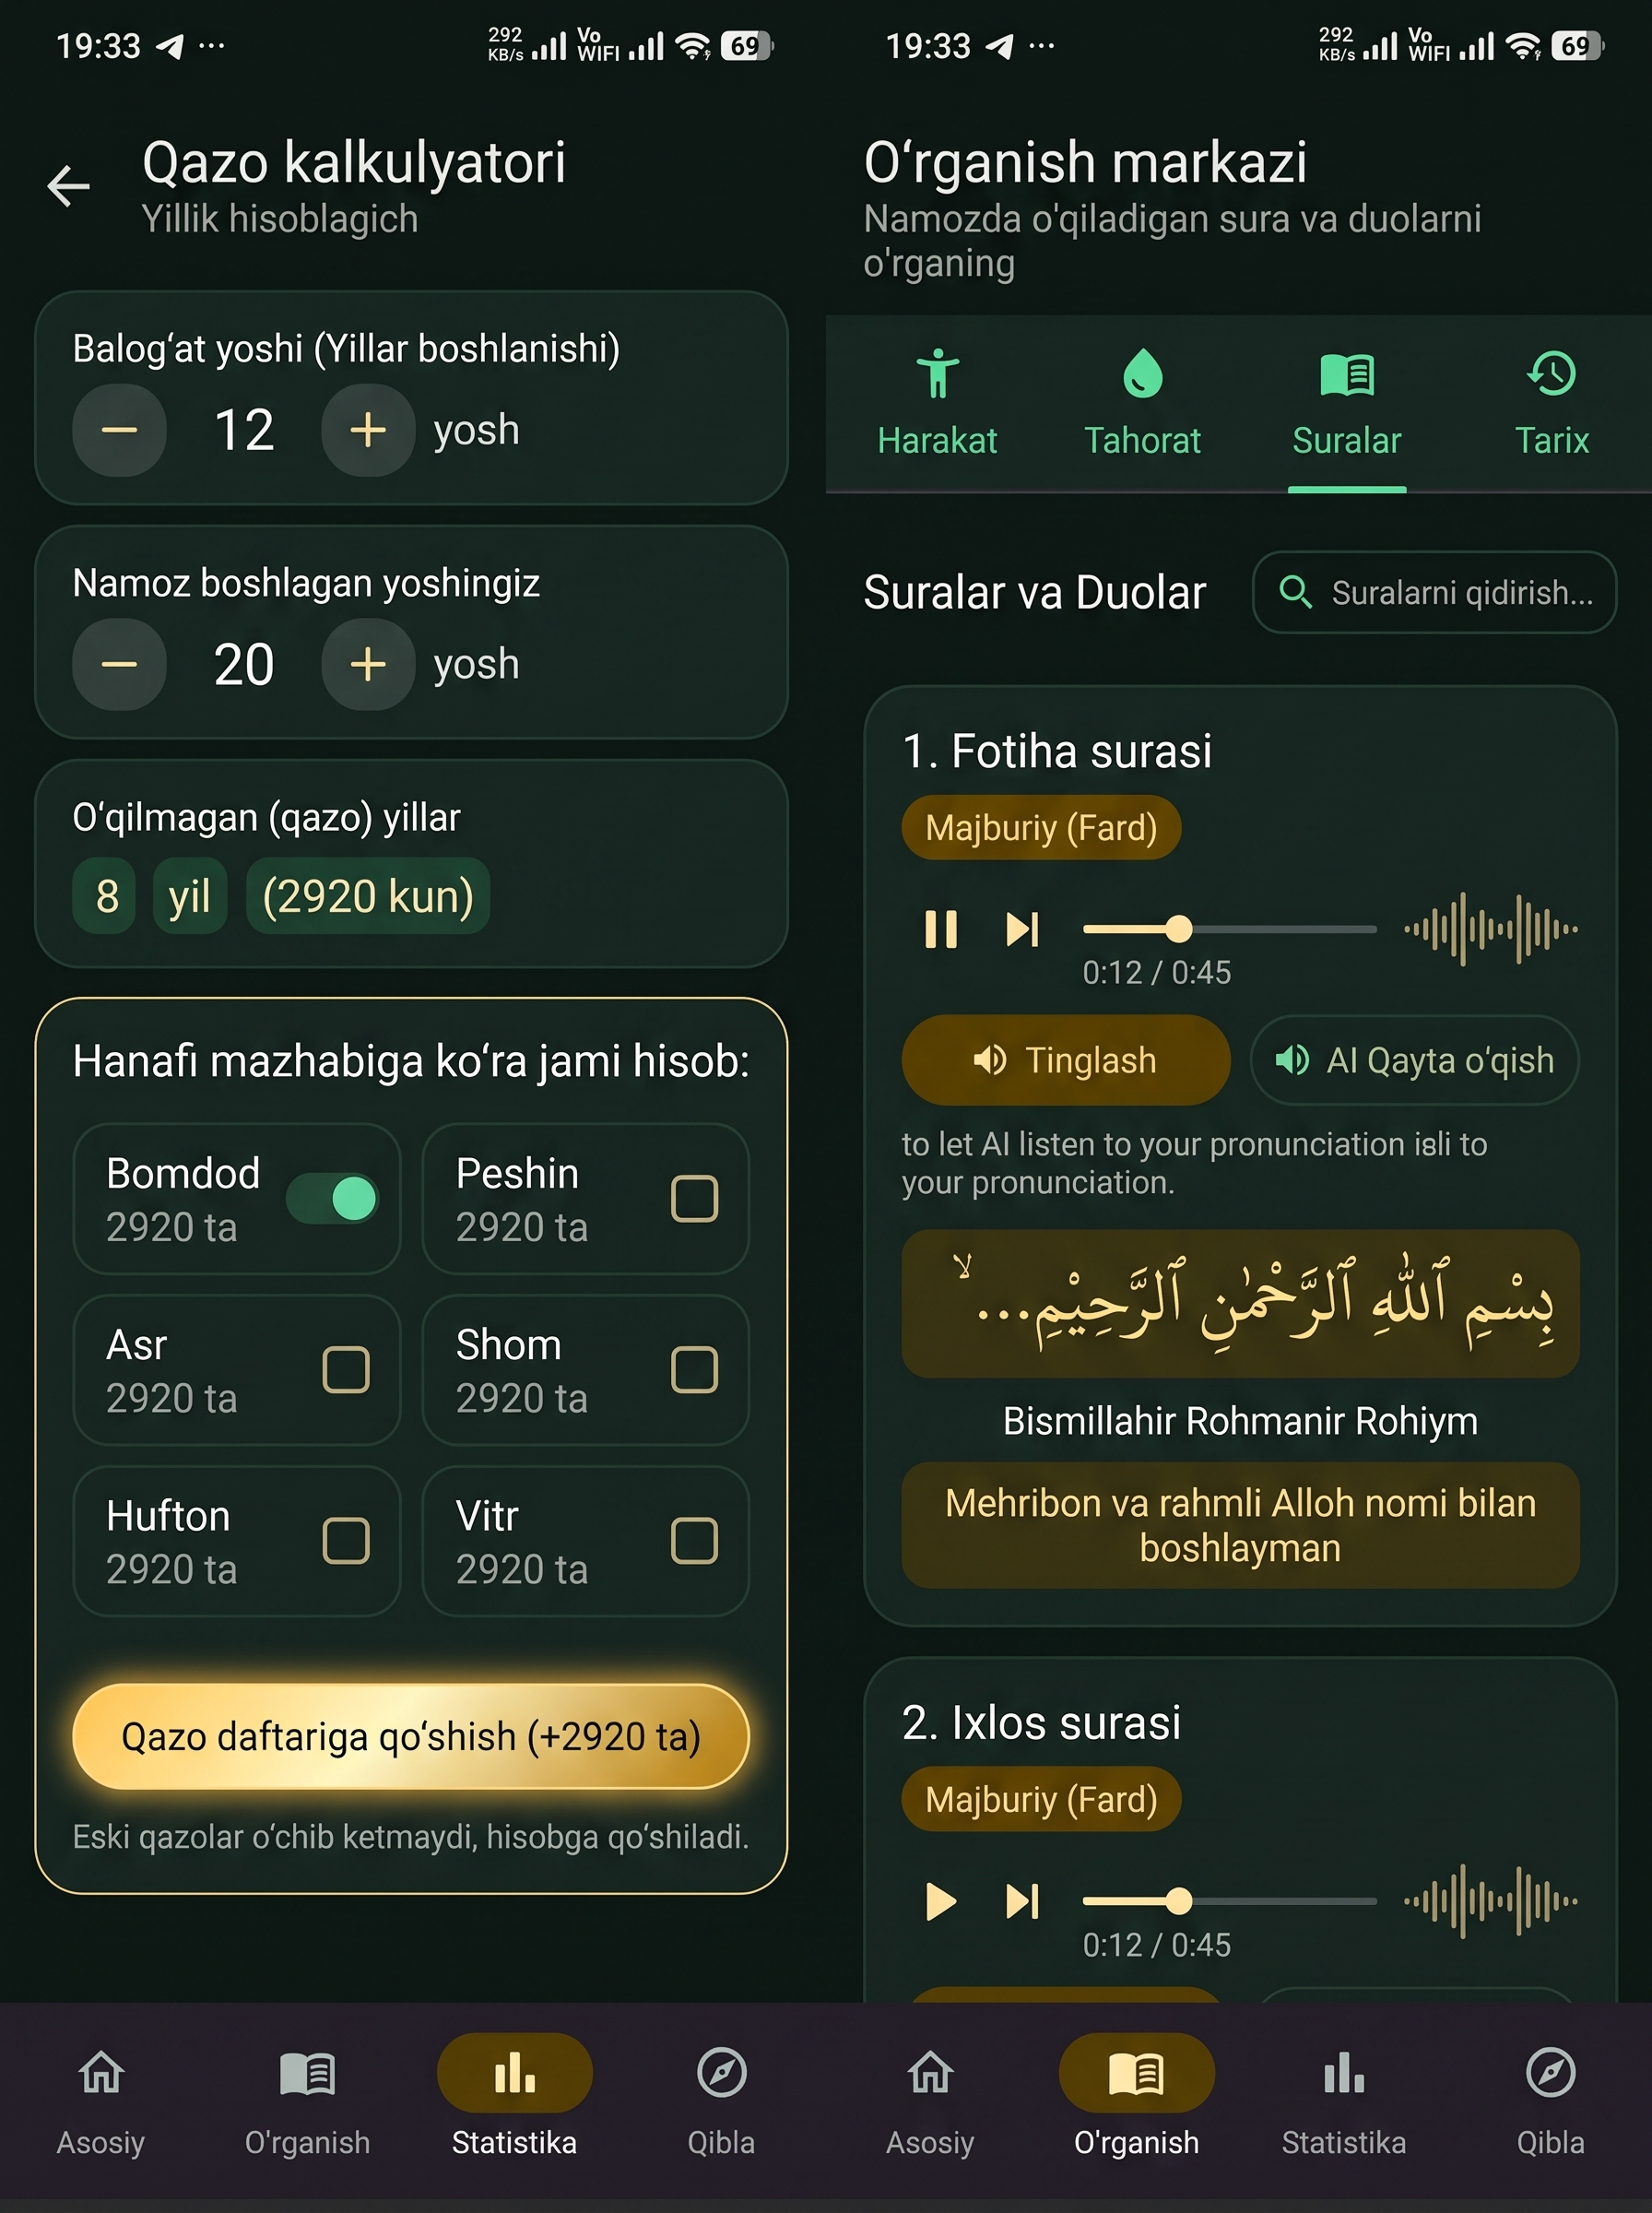 19:33 ...
292 KB/s Vo WIFI 69
Qazo kalkulyatori
Yillik hisoblagich
Balog‘at yoshi (Yillar boshlanishi)
− 12 + yosh
Namoz boshlagan yoshingiz
− 20 + yosh
O‘qilmagan (qazo) yillar
8 yil (2920 kun)
Hanafi mazhabiga ko‘ra jami hisob:
Bomdod
2920 ta
Peshin
2920 ta
Asr
2920 ta
Shom
2920 ta
Hufton
2920 ta
Vitr
2920 ta
Qazo daftariga qo‘shish (+2920 ta)
Eski qazolar o‘chib ketmaydi, hisobga qo‘shiladi.
Asosiy O'rganish Statistika Qibla
19:33 ...
292 KB/s Vo WIFI 69
O‘rganish markazi
Namozda o'qiladigan sura va duolarni
o'rganing
Harakat Tahorat Suralar Tarix
Suralar va Duolar
Suralarni qidirish...
1. Fotiha surasi
Majburiy (Fard)
0:12 / 0:45
Tinglash
AI Qayta o‘qish
to let AI listen to your pronunciation to
your pronunciation.
بِسْمِ ٱللَّهِ ٱلرَّحْمَٰنِ ٱلرَّحِيْمِ...
Bismillahir Rohmanir Rohiym
Mehribon va rahmli Alloh nomi bilan
boshlayman
2. Ixlos surasi
Majburiy (Fard)
0:12 / 0:45
Asosiy O'rganish Statistika Qibla